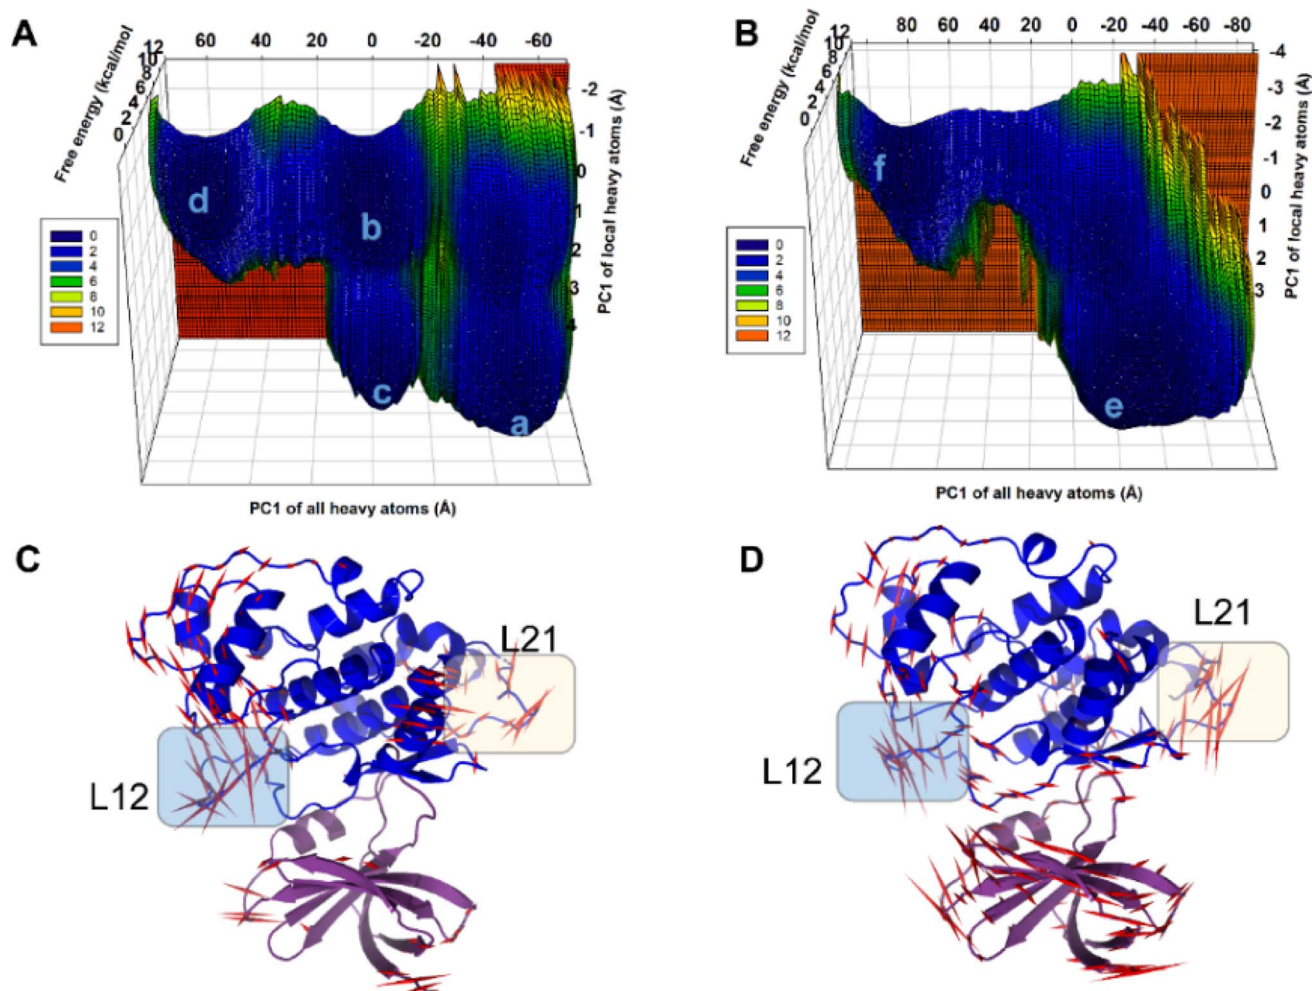 A
60 40 20 0 -20 -40 -60
Free energy (kcal/mol)
12
10
8
6
4
2
0
-2
-1
0
1
2
3
4
PC1 of local heavy atoms (Å)
d
b
c
a
0
2
4
6
8
10
12
PC1 of all heavy atoms (Å)
B
80 60 40 20 0 -20 -40 -60 -80
Free energy (kcal/mol)
12
10
8
6
4
2
0
-4
-3
-2
-1
0
1
2
3
PC1 of local heavy atoms (Å)
f
e
0
2
4
6
8
10
12
PC1 of all heavy atoms (Å)
C
L21
L12
D
L21
L12